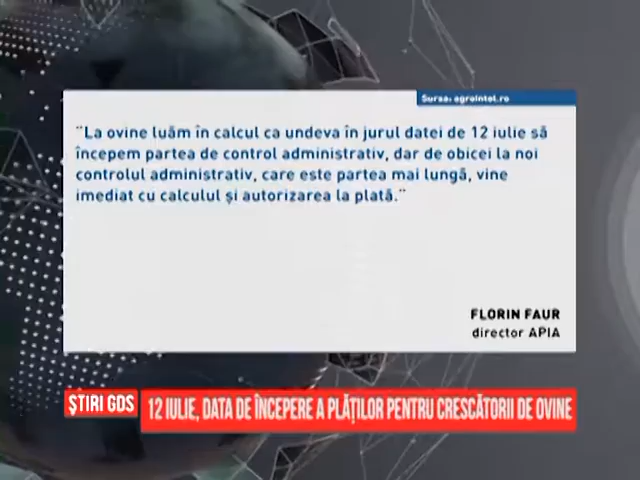 Sursa: agrointel.ro
"La ovine luăm în calcul ca undeva în jurul datei de 12 iulie să
începem partea de control administrativ, dar de obicei la noi
controlul administrativ, care este partea mai lungă, vine
imediat cu calculul și autorizarea la plată."
FLORIN FAUR
director APIA
ȘTIRI GDS
12 IULIE, DATA DE ÎNCEPERE A PLĂȚILOR PENTRU CRESCĂTORII DE OVINE